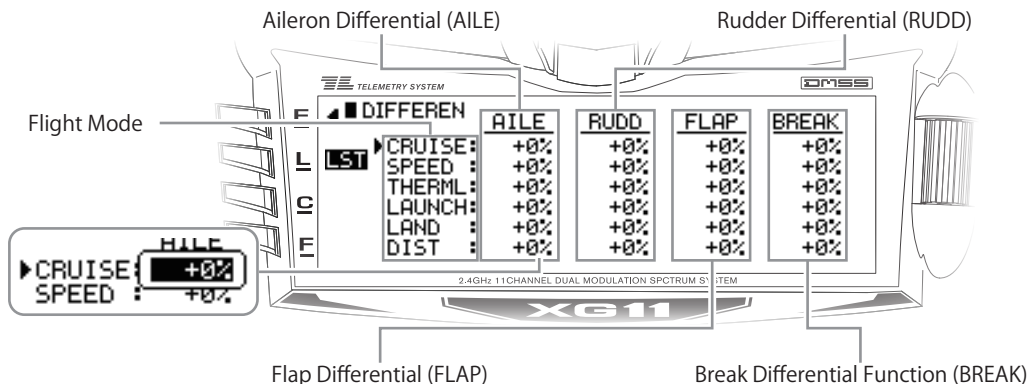 Aileron Differential (AILE)
Rudder Differential (RUDD)
TELEMETRY SYSTEM
DMSS
Flight Mode
DIFFEREN
AILE RUDD FLAP BREAK
LST
CRUISE: +0% +0% +0% +0%
SPEED : +0% +0% +0% +0%
THERML: +0% +0% +0% +0%
LAUNCH: +0% +0% +0% +0%
LAND : +0% +0% +0% +0%
DIST : +0% +0% +0% +0%
E
L
C
F
AILE
CRUISE: +0%
SPEED : +0%
2.4GHz 11CHANNEL DUAL MODULATION SPCTRUM SYSTEM
XG11
Flap Differential (FLAP)
Break Differential Function (BREAK)